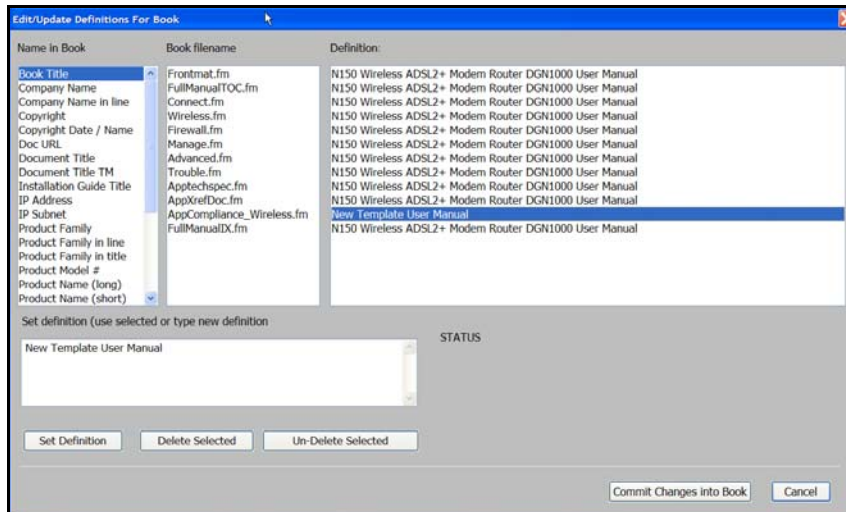 Edit/Update Definitions For Book
Name in Book
Book Title
Company Name
Company Name in line
Copyright
Copyright Date / Name
Doc URL
Document Title
Document Title TM
Installation Guide Title
IP Address
IP Subnet
Product Family
Product Family in line
Product Family in title
Product Model #
Product Name (long)
Product Name (short)
Book filename
Frontmat.fm
FullManualTOC.fm
Connect.fm
Wireless.fm
Firewall.fm
Manage.fm
Advanced.fm
Trouble.fm
Apptechspec.fm
AppXrefDoc.fm
AppCompliance_Wireless.fm
FullManualIX.fm
Definition:
N150 Wireless ADSL2+ Modem Router DGN1000 User Manual
N150 Wireless ADSL2+ Modem Router DGN1000 User Manual
N150 Wireless ADSL2+ Modem Router DGN1000 User Manual
N150 Wireless ADSL2+ Modem Router DGN1000 User Manual
N150 Wireless ADSL2+ Modem Router DGN1000 User Manual
N150 Wireless ADSL2+ Modem Router DGN1000 User Manual
N150 Wireless ADSL2+ Modem Router DGN1000 User Manual
N150 Wireless ADSL2+ Modem Router DGN1000 User Manual
N150 Wireless ADSL2+ Modem Router DGN1000 User Manual
N150 Wireless ADSL2+ Modem Router DGN1000 User Manual
New Template User Manual
N150 Wireless ADSL2+ Modem Router DGN1000 User Manual
Set definition (use selected or type new definition
New Template User Manual
STATUS
Set Definition
Delete Selected
Un-Delete Selected
Commit Changes into Book
Cancel